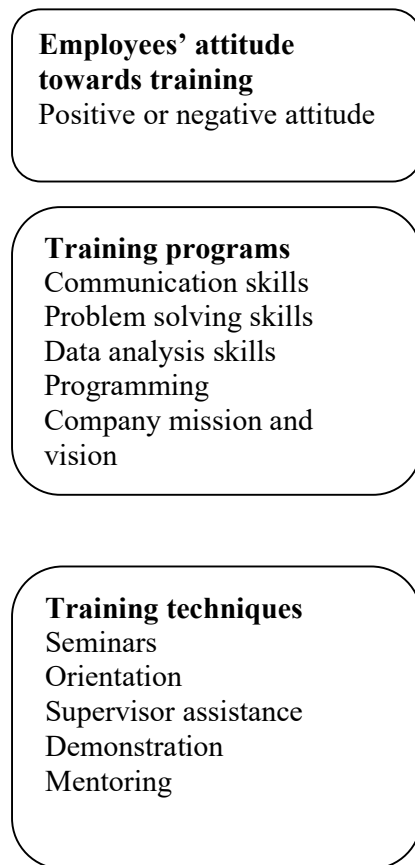 Employees’ attitude
towards training
Positive or negative attitude
Training programs
Communication skills
Problem solving skills
Data analysis skills
Programming
Company mission and
vision
Training techniques
Seminars
Orientation
Supervisor assistance
Demonstration
Mentoring